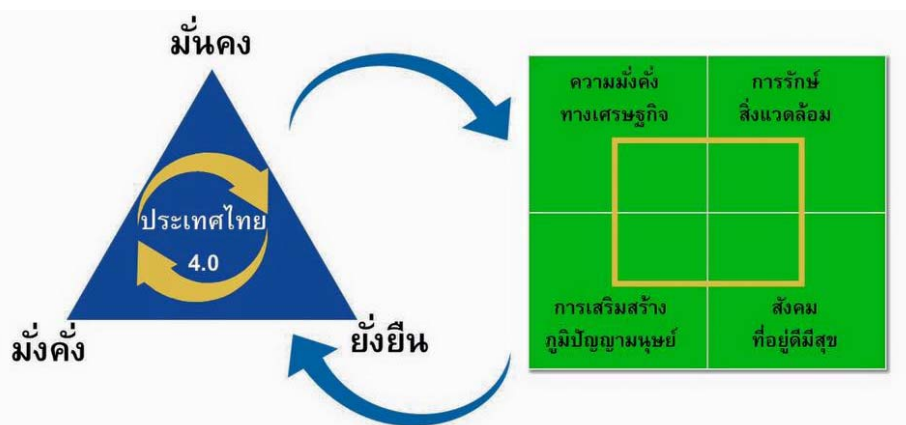 มั่นคง
ประเทศไทย
4.0
มั่งคั่ง
ยั่งยืน
ความมั่งคั่ง
ทางเศรษฐกิจ
การรักษ์
สิ่งแวดล้อม
การเสริมสร้าง
ภูมิปัญญามนุษย์
สังคม
ที่อยู่ดีมีสุข